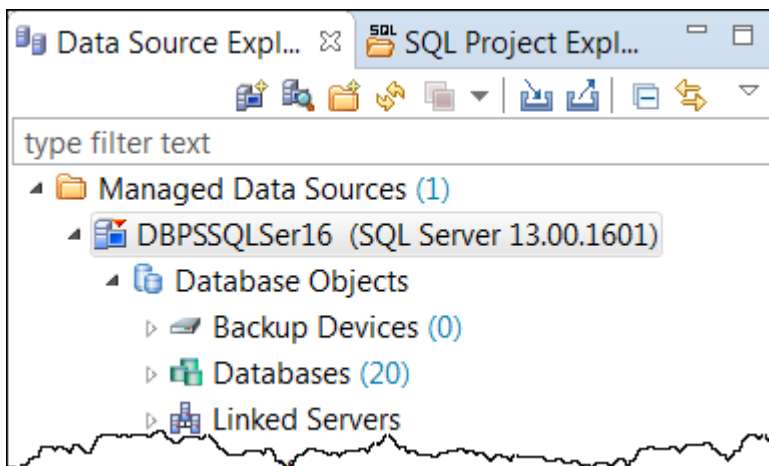 Data Source Expl... SQL Project Expl...
type filter text
Managed Data Sources (1)
DBPSSQLSer16 (SQL Server 13.00.1601)
Database Objects
Backup Devices (0)
Databases (20)
Linked Servers